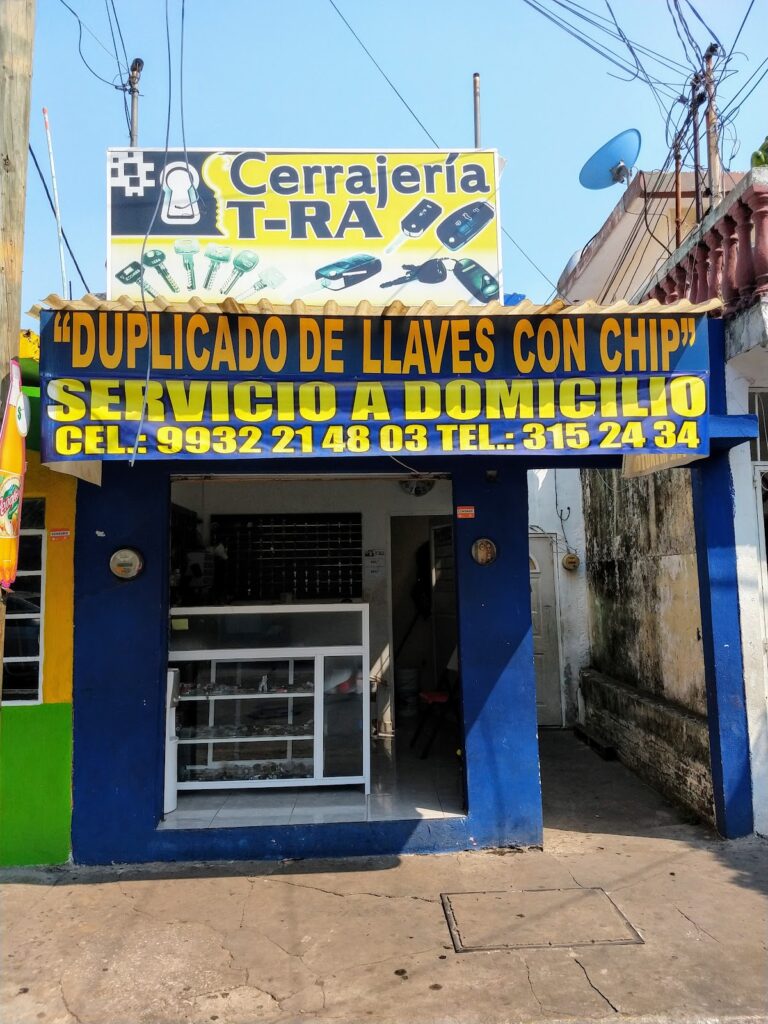 Cerrajería
T-RA
"DUPLICADO DE LLAVES CON CHIP"
SERVICIO A DOMICILIO
CEL.: 9932 21 48 03 TEL.: 315 24 34